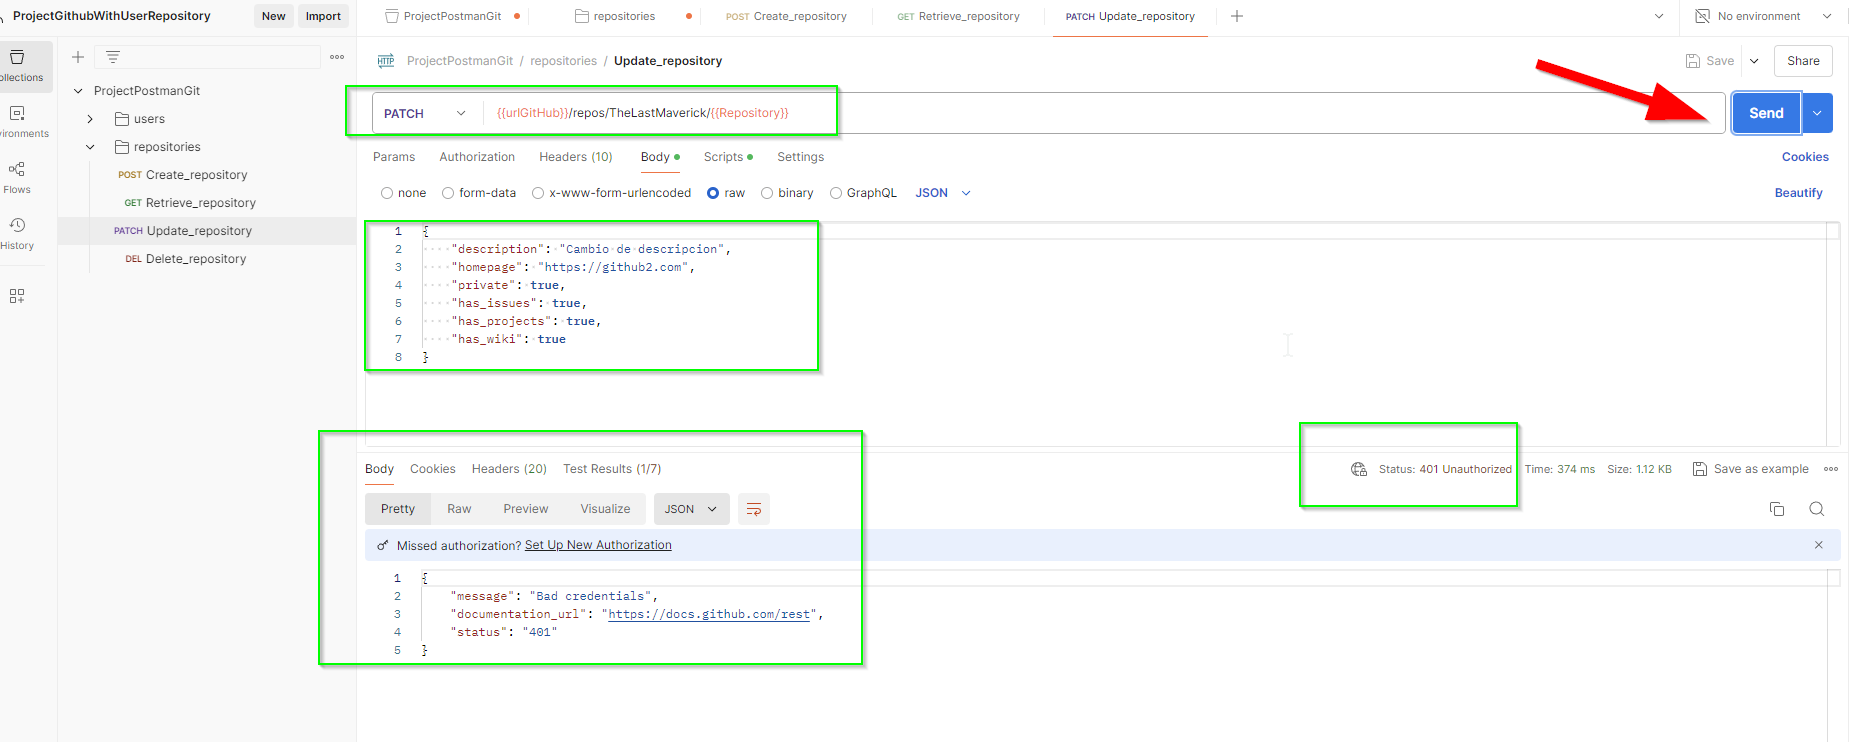 ProjectGithubWithUserRepository
New
Import
ProjectPostmanGit
repositories
POST Create_repository
GET Retrieve_repository
PATCH Update_repository
No environment
ProjectPostmanGit / repositories / Update_repository
Save
Share
ollections
ProjectPostmanGit
users
repositories
POST Create_repository
GET Retrieve_repository
PATCH Update_repository
DEL Delete_repository
vironments
Flows
History
PATCH
{{urlGitHub}}/repos/TheLastMaverick/{{Repository}}
Send
Params
Authorization
Headers (10)
Body
Scripts
Settings
Cookies
none
form-data
x-www-form-urlencoded
raw
binary
GraphQL
JSON
Beautify
1 {
2 "description": "Cambio de descripcion",
3 "homepage": "https://github2.com",
4 "private": true,
5 "has_issues": true,
6 "has_projects": true,
7 "has_wiki": true
8 }
Body
Cookies
Headers (20)
Test Results (1/7)
Status: 401 Unauthorized
Time: 374 ms
Size: 1.12 KB
Save as example
Pretty
Raw
Preview
Visualize
JSON
Missed authorization? Set Up New Authorization
1 {
2 "message": "Bad credentials",
3 "documentation_url": "https://docs.github.com/rest",
4 "status": "401"
5 }